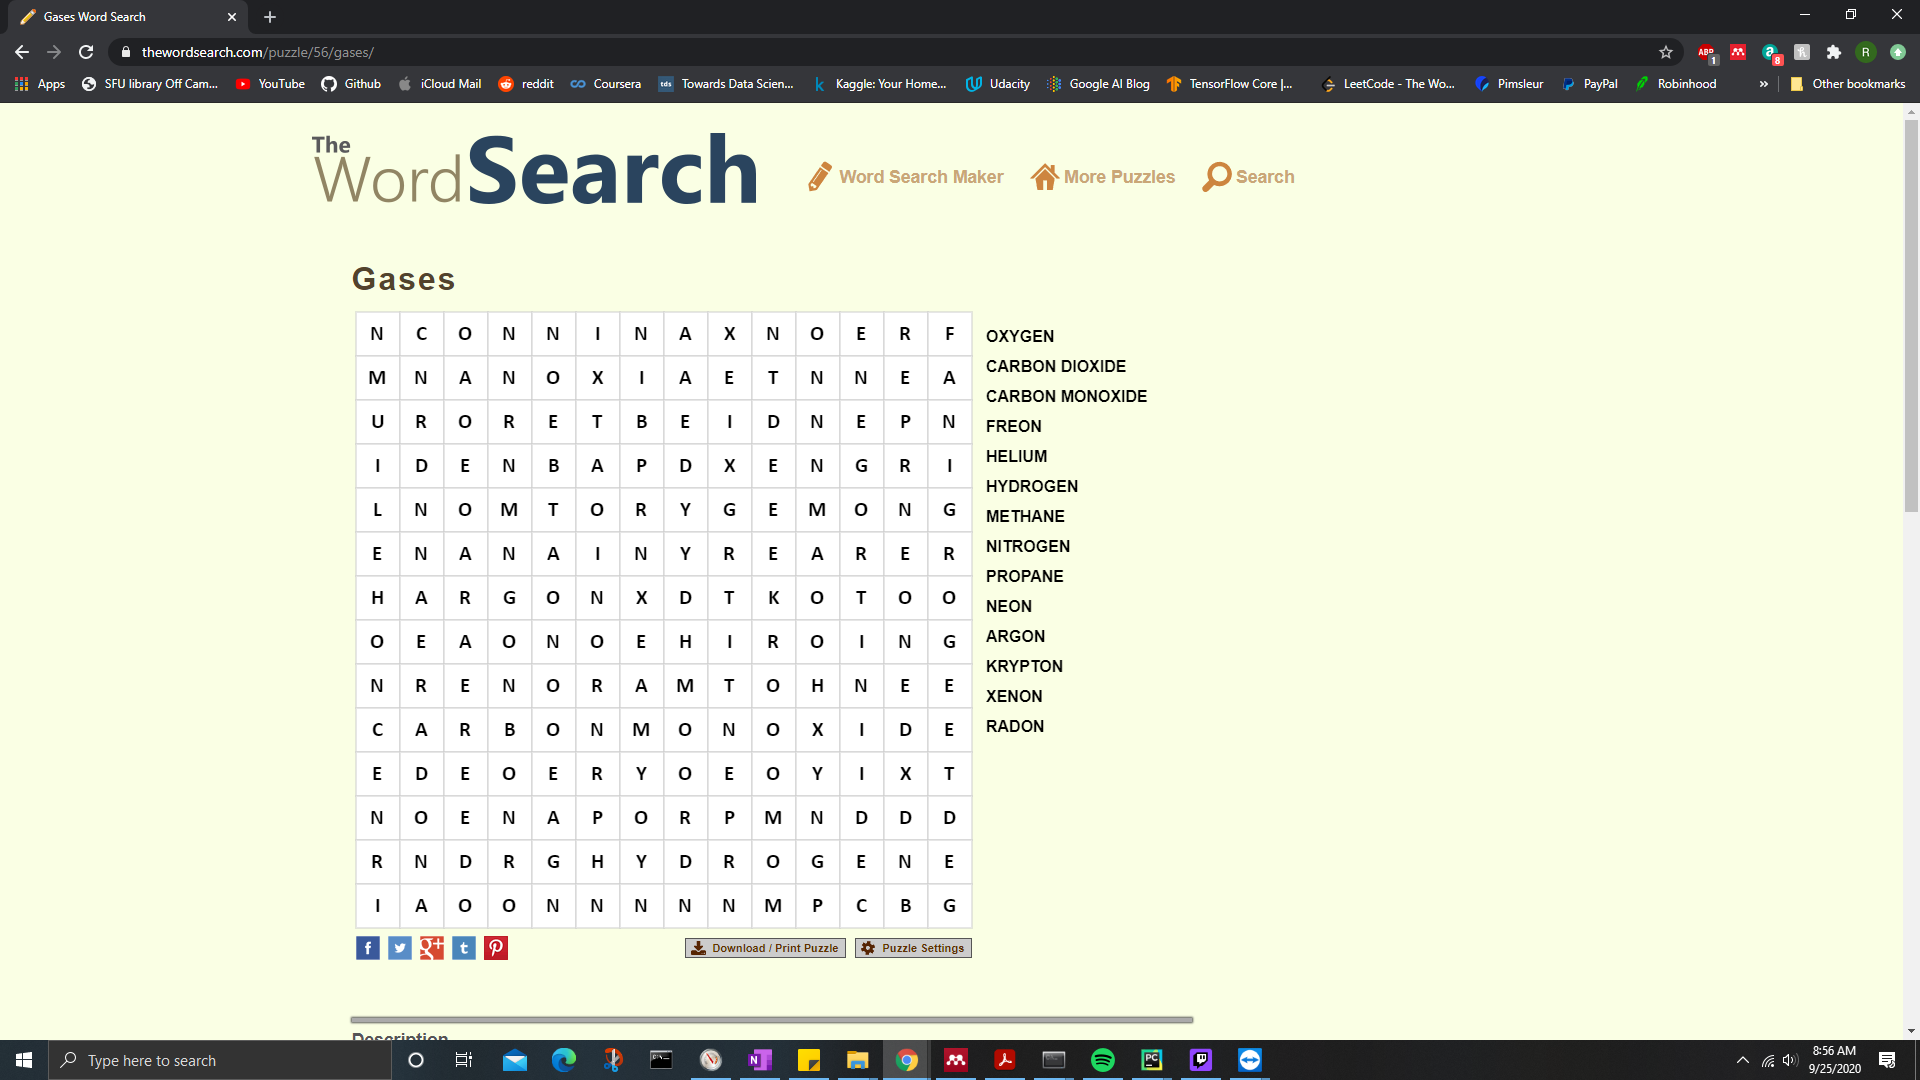 Gases Word Search
thewordsearch.com/puzzle/56/gases/
ABP 1 8 R
Apps SFU library Off Cam... YouTube Github iCloud Mail reddit Coursera tds Towards Data Scien... Kaggle: Your Home... Udacity Google AI Blog TensorFlow Core |... LeetCode - The Wo... Pimsleur PayPal Robinhood » Other bookmarks
The
WordSearch
Word Search Maker More Puzzles Search
Gases
N C O N N I N A X N O E R F
M N A N O X I A E T N N E A
U R O R E T B E I D N E P N
I D E N B A P D X E N G R I
L N O M T O R Y G E M O N G
E N A N A I N Y R E A R E R
H A R G O N X D T K O T O O
O E A O N O E H I R O I N G
N R E N O R A M T O H N E E
C A R B O N M O N O X I D E
E D E O E R Y O E O Y I X T
N O E N A P O R P M N D D D
R N D R G H Y D R O G E N E
I A O O N N N N N M P C B G
OXYGEN
CARBON DIOXIDE
CARBON MONOXIDE
FREON
HELIUM
HYDROGEN
METHANE
NITROGEN
PROPANE
NEON
ARGON
KRYPTON
XENON
RADON
f g+ t
Download / Print Puzzle Puzzle Settings
Description
Type here to search
8:56 AM
9/25/2020